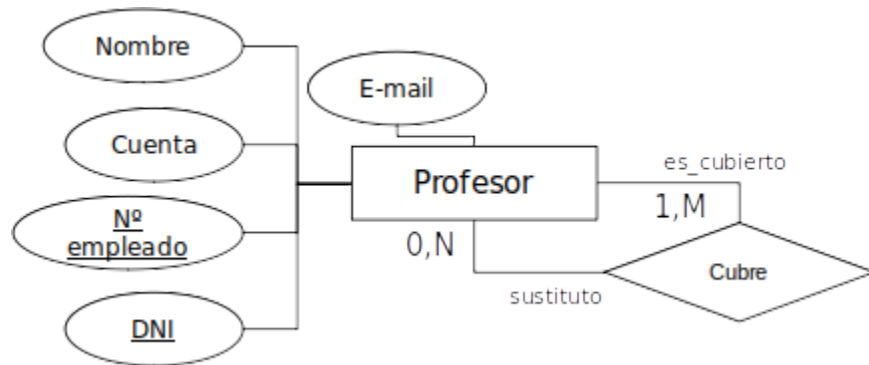 Nombre
E-mail
Cuenta
Profesor
es_cubierto
1,M
Nº
empleado
0,N
Cubre
sustituto
DNI